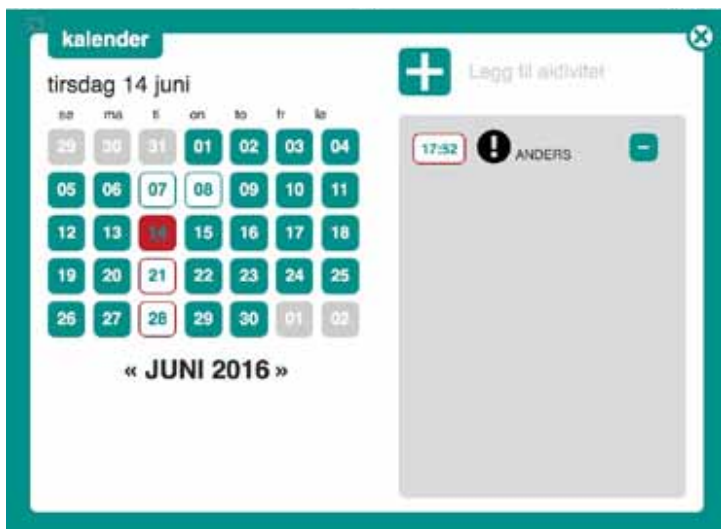 kalender
tirsdag 14 juni
sø ma ti on to fr lø
29 30 31 01 02 03 04
05 06 07 08 09 10 11
12 13 14 15 16 17 18
19 20 21 22 23 24 25
26 27 28 29 30 01 02
« JUNI 2016 »
Legg til aktivitet
17:52 ANDERS